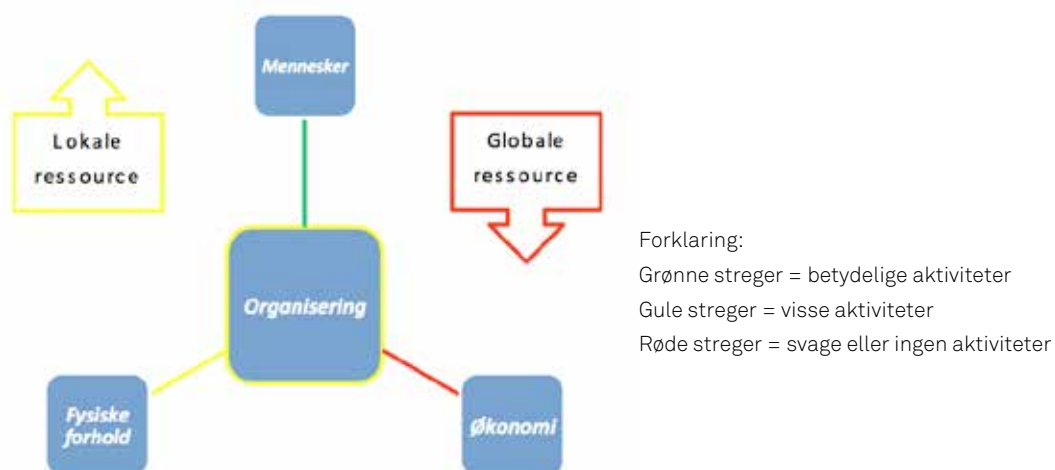 Mennesker
Lokale
ressource
Globale
ressource
Organisering
Fysiske
forhold
Økonomi
Forklaring:
Grønne streger = betydelige aktiviteter
Gule streger = visse aktiviteter
Røde streger = svage eller ingen aktiviteter